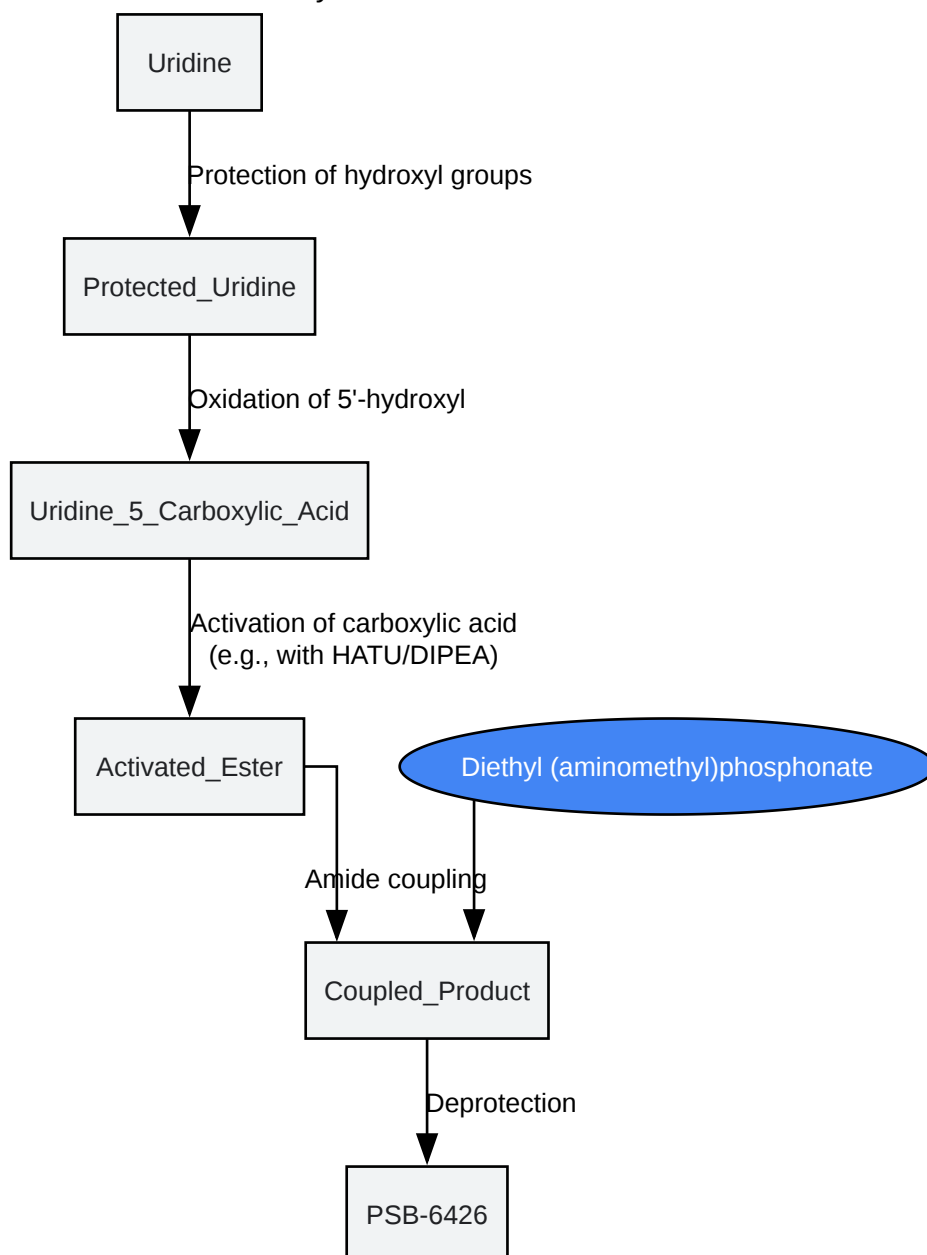 Uridine
Protection of hydroxyl groups
Protected_Uridine
Oxidation of 5'-hydroxyl
Uridine_5_Carboxylic_Acid
Activation of carboxylic acid
(e.g., with HATU/DIPEA)
Activated_Ester
Diethyl (aminomethyl)phosphonate
Amide coupling
Coupled_Product
Deprotection
PSB-6426